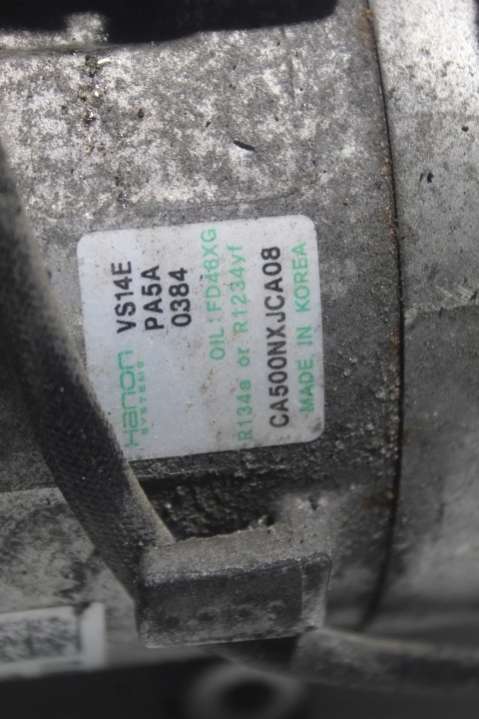 Hanon
SYSTEMS
VS14E
PA5A
0384
OIL:FD46XG
R134a or R1234yf
CA500NXJCA08
MADE IN KOREA